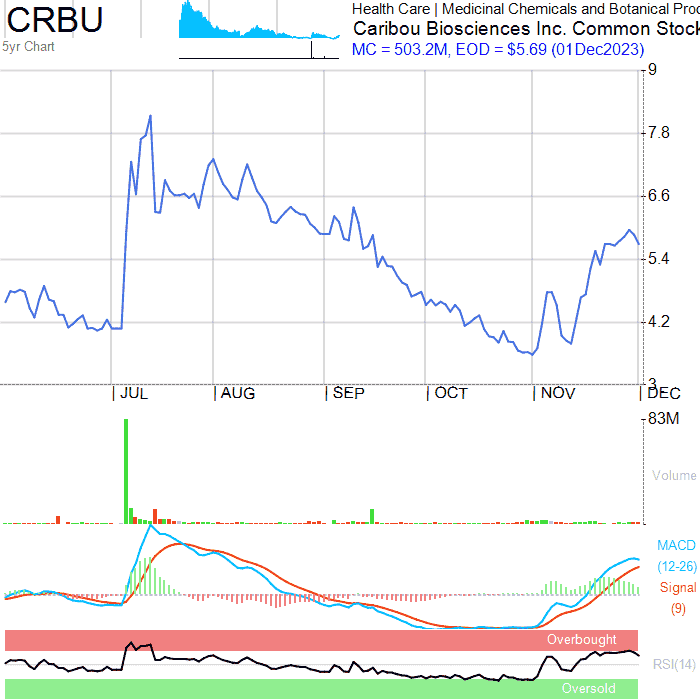 CRBU
5yr Chart
Health Care | Medicinal Chemicals and Botanical Proc
Caribou Biosciences Inc. Common Stock
MC = 503.2M, EOD = $5.69 (01Dec2023)
9
7.8
6.6
5.4
4.2
3
JUL AUG SEP OCT NOV DEC
83M
Volume
MACD
(12-26)
Signal
(9)
Overbought
RSI(14)
Oversold